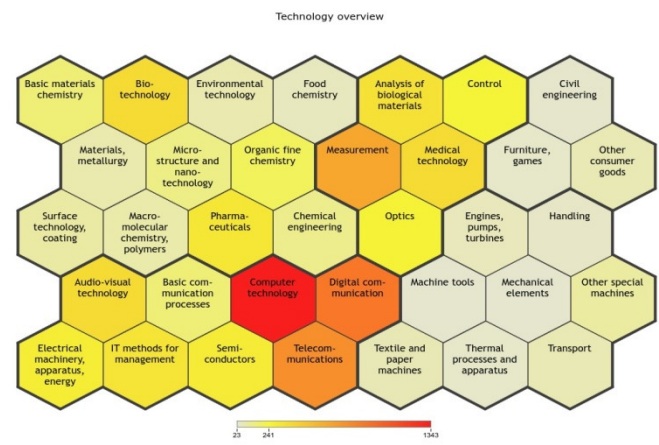 Technology overview
Basic materials
chemistry
Bio-
technology
Environmental
technology
Food
chemistry
Analysis of
biological
materials
Control
Civil
engineering
Materials,
metallurgy
Micro-
structure and
nano-
technology
Organic fine
chemistry
Measurement
Medical
technology
Furniture,
games
Other
consumer
goods
Surface
technology,
coating
Macro-
molecular
chemistry,
polymers
Pharma-
ceuticals
Chemical
engineering
Optics
Engines,
pumps,
turbines
Handling
Audio-visual
technology
Basic com-
munication
processes
Computer
technology
Digital com-
munication
Machine tools
Mechanical
elements
Other special
machines
Electrical
machinery,
apparatus,
energy
IT methods for
management
Semi-
conductors
Telecom-
munications
Textile and
paper
machines
Thermal
processes and
apparatus
Transport
23 241 1343